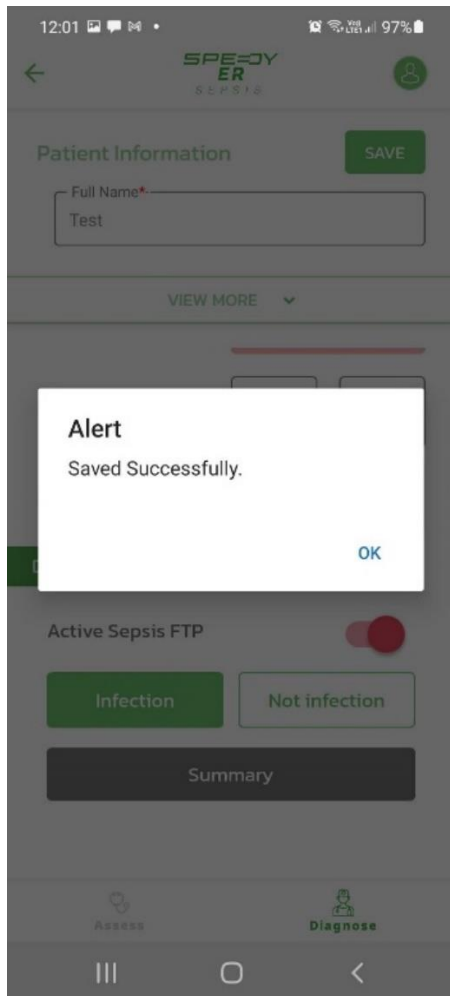 12:01
97%
SPEEDY
ER
SEPSIS
Patient Information
SAVE
Full Name*
Test
VIEW MORE
Alert
Saved Successfully.
OK
Active Sepsis FTP
Infection
Not infection
Summary
Assess
Diagnose